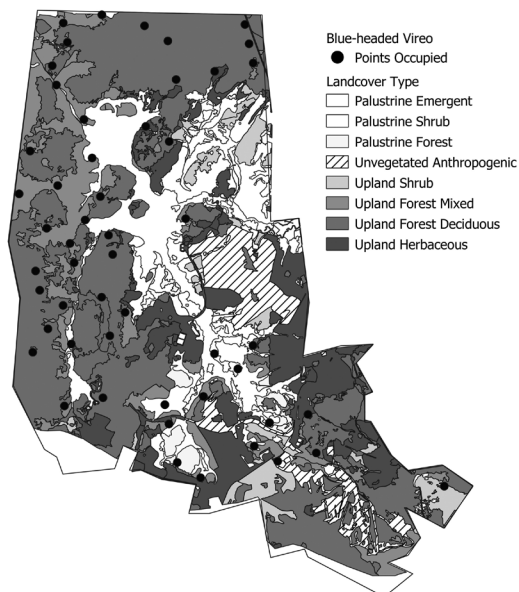 Blue-headed Vireo
Points Occupied
Landcover Type
Palustrine Emergent
Palustrine Shrub
Palustrine Forest
Unvegetated Anthropogenic
Upland Shrub
Upland Forest Mixed
Upland Forest Deciduous
Upland Herbaceous